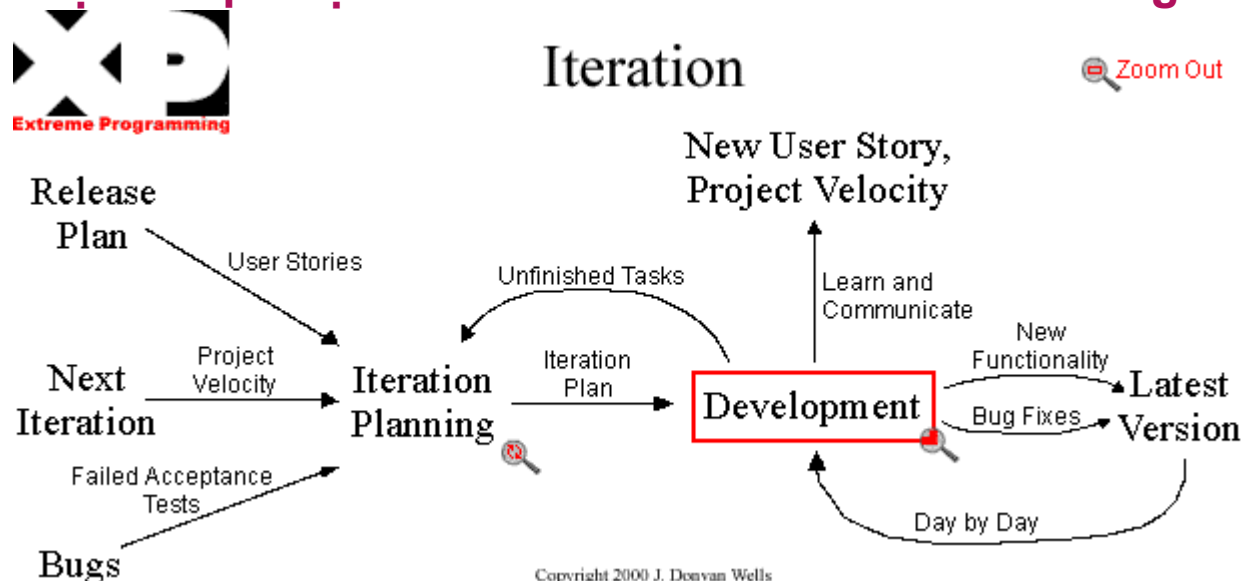 XP
Extreme Programming
Iteration
Zoom Out
New User Story,
Project Velocity
Release
Plan
User Stories
Unfinished Tasks
Learn and
Communicate
New
Functionality
Project
Velocity
Iteration
Plan
Next
Iteration
Iteration
Planning
Development
Latest
Version
Bug Fixes
Failed Acceptance
Tests
Day by Day
Bugs
Copyright 2000 J. Donvan Wells